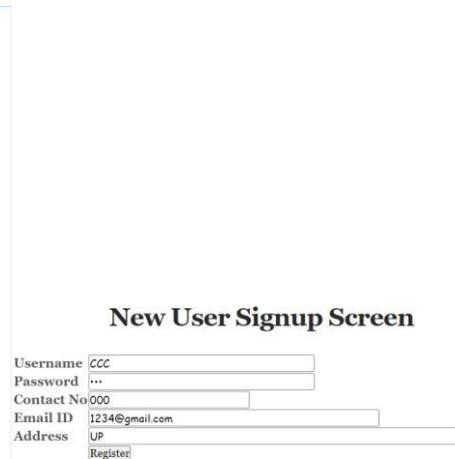 New User Signup Screen
Username CCC
Password •••
Contact No 000
Email ID 1234@gmail.com
Address UP
Register